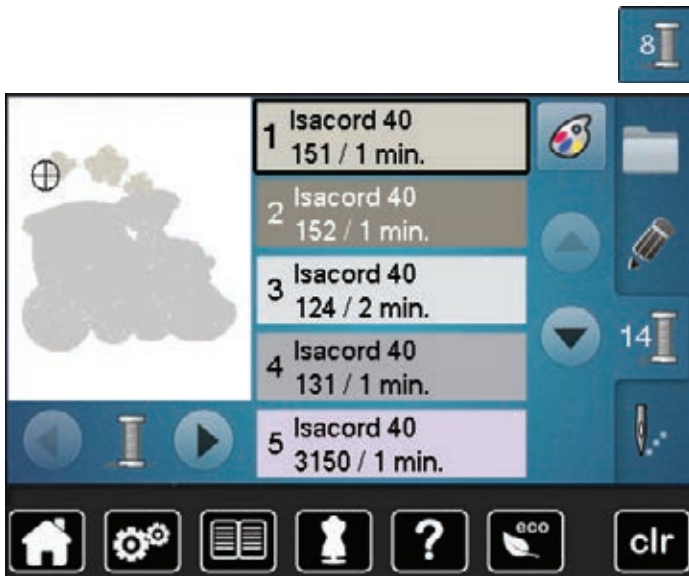 8
1 Isacord 40
151 / 1 min.
2 Isacord 40
152 / 1 min.
3 Isacord 40
124 / 2 min.
14
4 Isacord 40
131 / 1 min.
5 Isacord 40
3150 / 1 min.
?
eco
clr